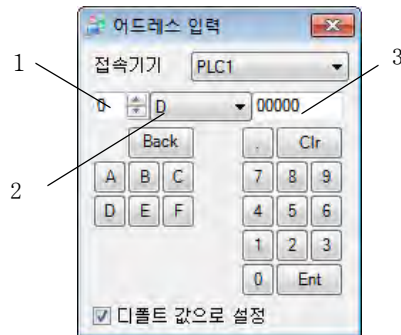 어드레스 입력
1 접속기기 PLC1 3
0 D 00000
Back . Clr
2
A B C 7 8 9
D E F 4 5 6
1 2 3
0 Ent
디폴트 값으로 설정